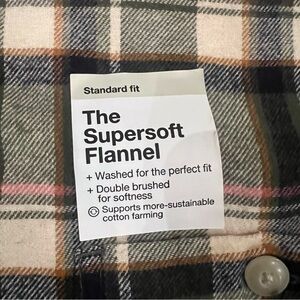 Standard fit
The
Supersoft
Flannel
+ Washed for the perfect fit
+ Double brushed
for softness
Supports more-sustainable
cotton farming